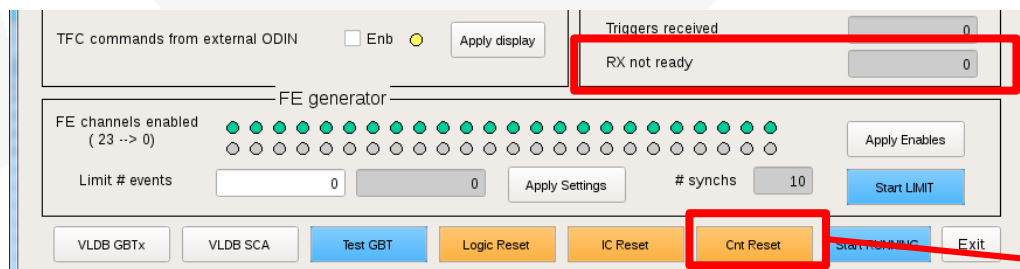 TFC commands from external ODIN Enb Apply display
Triggers received 0
RX not ready 0
FE generator
FE channels enabled
( 23 --> 0)
Apply Enables
Limit # events 0 0 Apply Settings # synchs 10 Start LIMIT
VLDB GBTx VLDB SCA Test GBT Logic Reset IC Reset Cnt Reset Start RUNNING Exit